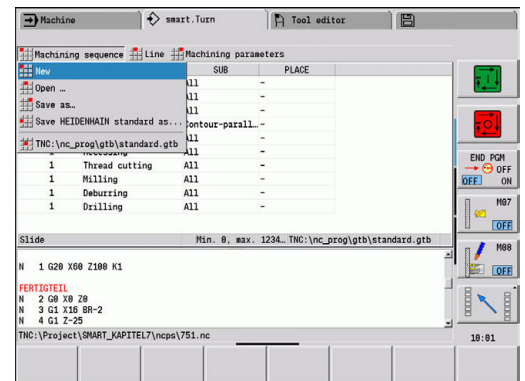 Machine smart.Turn Tool editor
Machining sequence Line Machining parameters
New
SUB PLACE
All -
Open …
All
Save as…
All
Save HEIDENHAIN standard as...
Contour-parall… -
TNC:\nc_prog\gtb\standard.gtb
All -
All -
1 Thread cutting All -
1 Milling All -
1 Deburring All -
1 Drilling All -
Slide Min. 0, max. 1234… TNC:\nc_prog\gtb\standard.gtb
N 1 G20 X60 Z100 K1
FERTIGTEIL
N 2 G0 X0 Z0
N 3 G1 X16 BR-2
N 4 G1 Z-25
TNC:\Project\SMART_KAPITEL7\ncps\751.nc
END PGM
OFF
OFF ON
M07
OFF
M08
OFF
10:01